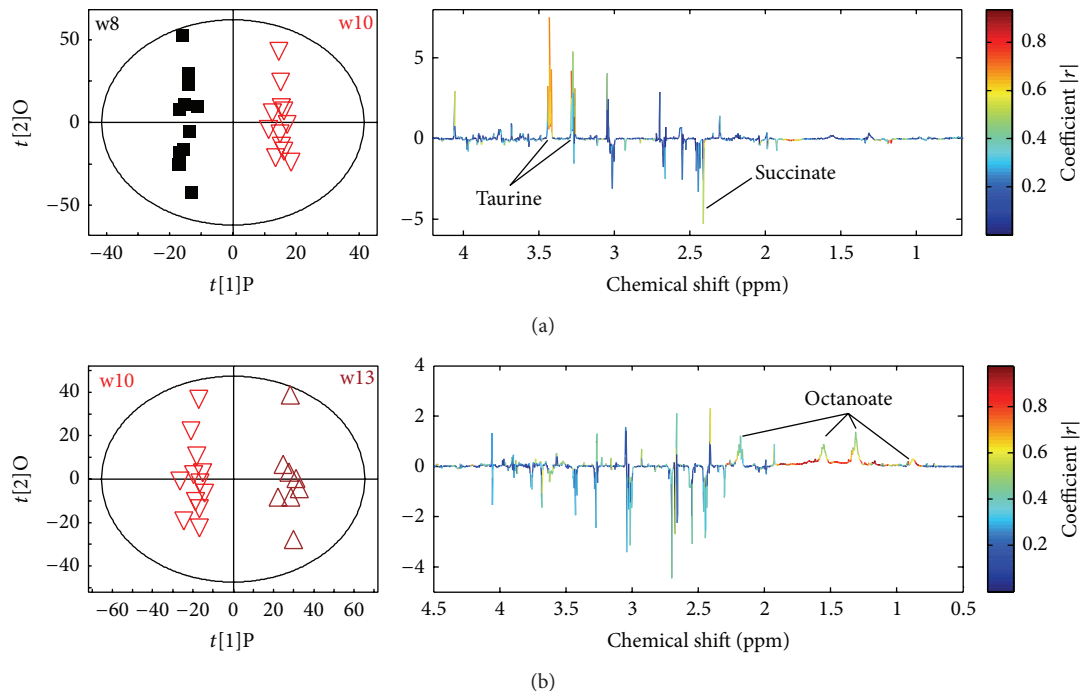 w8
w10
50
0
−50
t[2]O
−40 −20 0 20 40
t[1]P
5
0
−5
Taurine
Succinate
4 3.5 3 2.5 2 1.5 1
Chemical shift (ppm)
0.8
0.6
0.4
0.2
Coefficient |r|
(a)
w10
w13
40
20
0
−20
−40
t[2]O
−60 −40 −20 0 20 40 60
t[1]P
4
2
0
−2
−4
Octanoate
4.5 4 3.5 3 2.5 2 1.5 1 0.5
Chemical shift (ppm)
0.8
0.6
0.4
0.2
Coefficient |r|
(b)